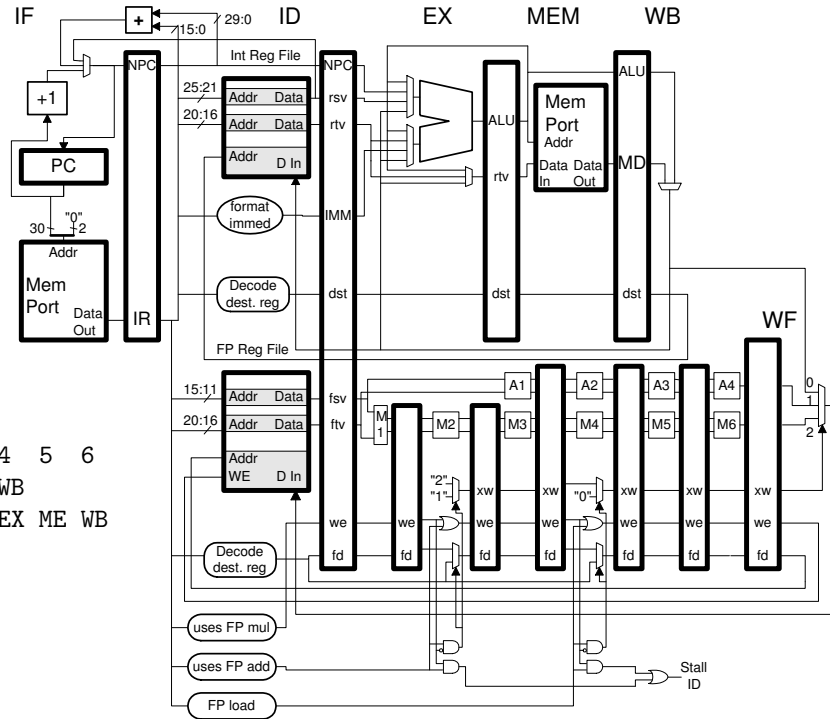 IF ID EX MEM WB
+ 29:0
15:0
Int Reg File
NPC NPC ALU
25:21 Addr Data rsv
+1
20:16 Addr Data rtv ALU
Mem Port
Addr
Addr D In
PC
rtv Data In Data Out MD
format immed IMM
"0"
30 2
Addr
Mem Port
Data Out IR
Decode dest. reg dst dst dst
WF
FP Reg File
15:11 Addr Data fsv A1 A2 A3 A4 0
1
20:16 Addr Data ftv M1 M2 M3 M4 M5 M6 2
4 5 6
WB
EX ME WB
Addr
WE D In
"2"
"1" xw xw "0" xw xw xw
we we we we we we we
Decode dest. reg fd fd fd fd fd fd fd
uses FP mul
uses FP add
Stall ID
FP load